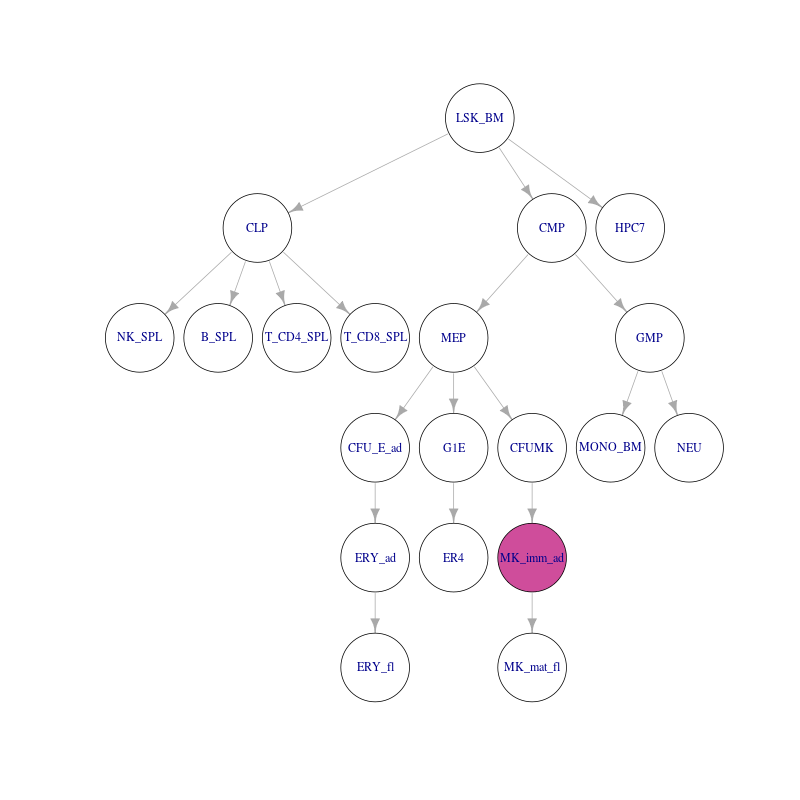 LSK_BM
CLP
CMP
HPC7
NK_SPL
B_SPL
T_CD4_SPL
T_CD8_SPL
MEP
GMP
CFU_E_ad
G1E
CFUMK
MONO_BM
NEU
ERY_ad
ER4
MK_imm_ad
ERY_fl
MK_mat_fl